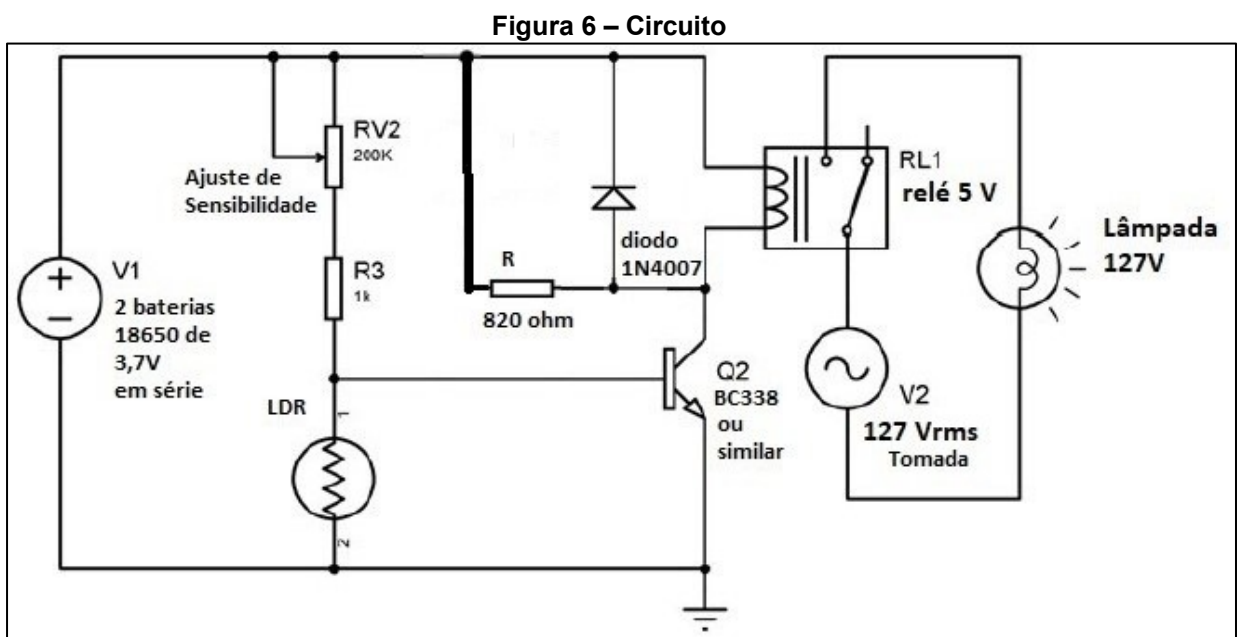 Figura 6 – Circuito
RV2
200K
Ajuste de
Sensibilidade
V1
2 baterias
18650 de
3,7V
em série
R3
1k
LDR
1
2
R
820 ohm
diodo
1N4007
Q2
BC338
ou
similar
RL1
relé 5 V
V2
127 Vrms
Tomada
Lâmpada
127V